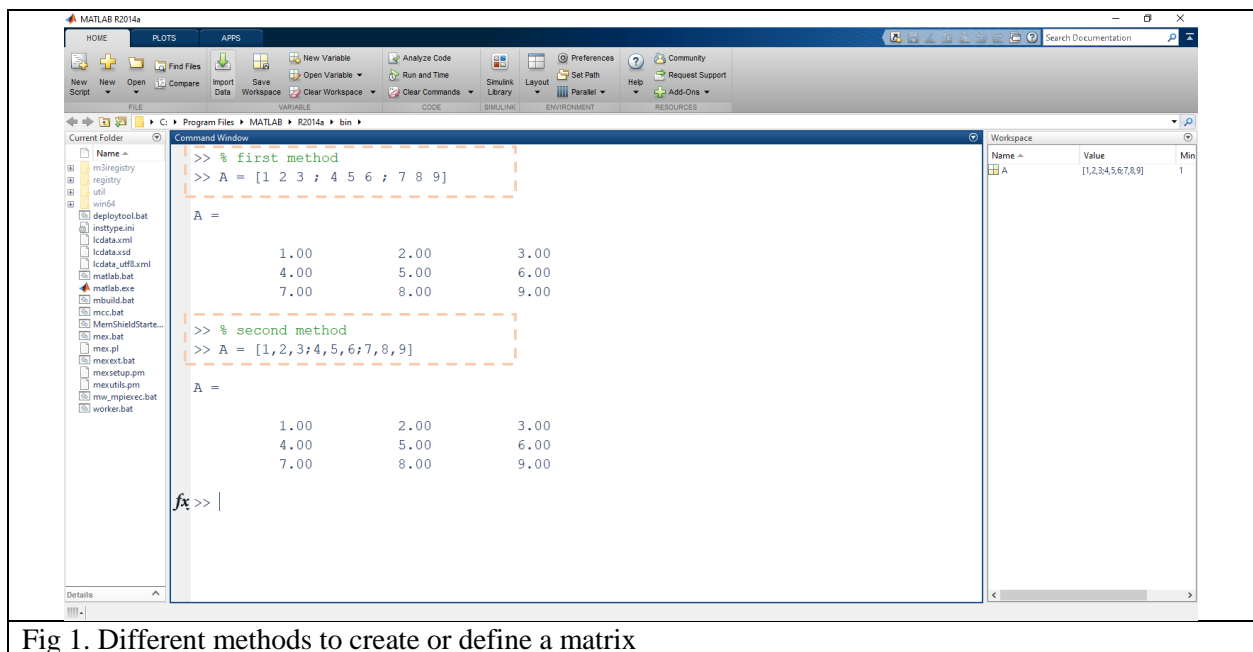 MATLAB R2014a
HOME PLOTS APPS
Search Documentation
New Script
New
Open
Find Files
Compare
Import Data
Save Workspace
New Variable
Open Variable
Clear Workspace
Analyze Code
Run and Time
Clear Commands
Simulink Library
Layout
Preferences
Set Path
Parallel
Help
Community
Request Support
Add-Ons
FILE VARIABLE CODE SIMULINK ENVIRONMENT RESOURCES
C: Program Files MATLAB R2014a bin
Current Folder
Name
m3iregistry
registry
util
win64
deploytool.bat
insttype.ini
lcdata.xml
lcdata.xsd
lcdata_utf8.xml
matlab.bat
matlab.exe
mbuild.bat
mcc.bat
MemShieldStarte...
mex.bat
mex.pl
mexext.bat
mexsetup.pm
mexutils.pm
mw_mpiexec.bat
worker.bat
Details
Command Window
>> % first method
>> A = [1 2 3 ; 4 5 6 ; 7 8 9]
A =
1.00 2.00 3.00
4.00 5.00 6.00
7.00 8.00 9.00
>> % second method
>> A = [1,2,3;4,5,6;7,8,9]
A =
1.00 2.00 3.00
4.00 5.00 6.00
7.00 8.00 9.00
fx >>
Workspace
Name Value Min
A [1,2,3;4,5,6;7,8,9] 1
Fig 1. Different methods to create or define a matrix